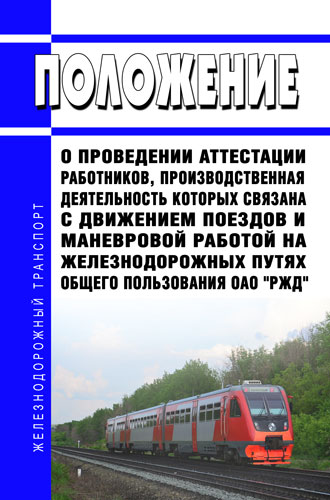 ПОЛОЖЕНИЕ
О ПРОВЕДЕНИИ АТТЕСТАЦИИ
РАБОТНИКОВ, ПРОИЗВОДСТВЕННАЯ
ДЕЯТЕЛЬНОСТЬ КОТОРЫХ СВЯЗАНА
С ДВИЖЕНИЕМ ПОЕЗДОВ И
МАНЕВРОВОЙ РАБОТОЙ НА
ЖЕЛЕЗНОДОРОЖНЫХ ПУТЯХ
ОБЩЕГО ПОЛЬЗОВАНИЯ ОАО "РЖД"
ЖЕЛЕЗНОДОРОЖНЫЙ ТРАНСПОРТ